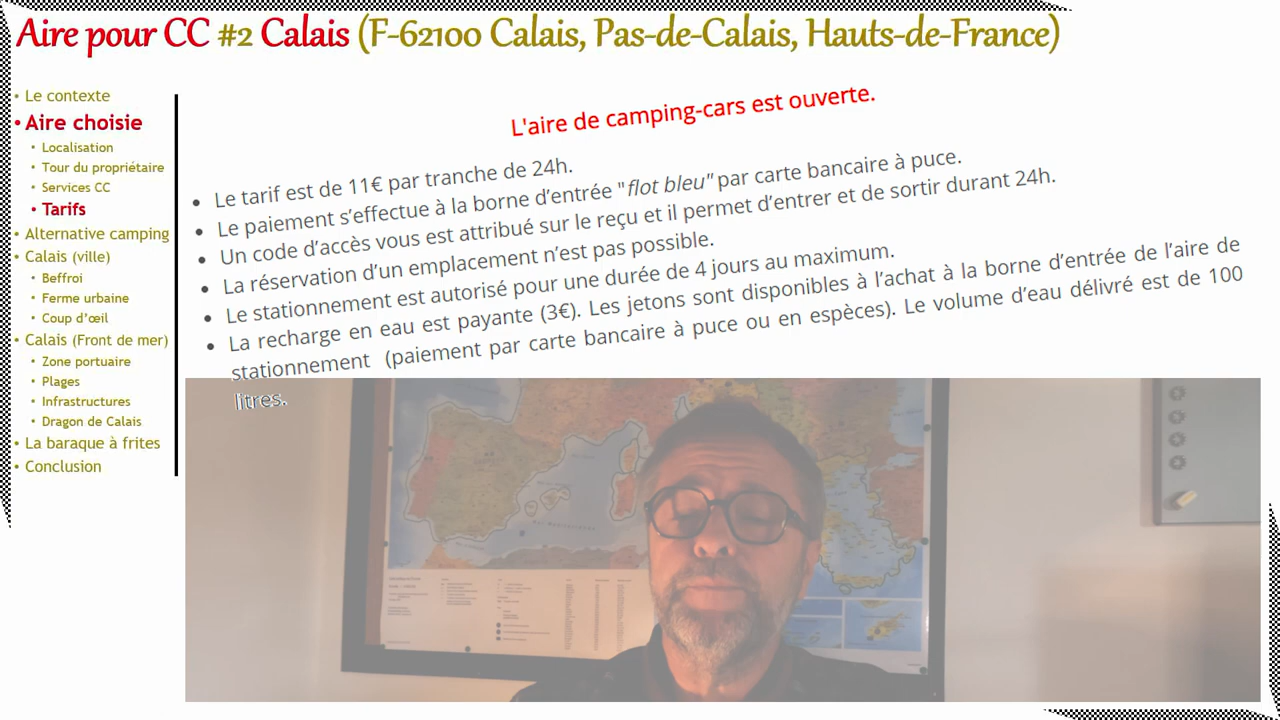 Aire pour CC #2 Calais (F-62100 Calais, Pas-de-Calais, Hauts-de-France)
• Le contexte
• Aire choisie
• Localisation
• Tour du propriétaire
• Services CC
• Tarifs
• Alternative camping
• Calais (ville)
• Beffroi
• Ferme urbaine
• Coup d’œil
• Calais (Front de mer)
• Zone portuaire
• Plages
• Infrastructures
• Dragon de Calais
• La baraque à frites
• Conclusion
L'aire de camping-cars est ouverte.
• Le tarif est de 11€ par tranche de 24h.
• Le paiement s’effectue à la borne d’entrée "flot bleu" par carte bancaire à puce.
• Un code d’accès vous est attribué sur le reçu et il permet d’entrer et de sortir durant 24h.
• La réservation d’un emplacement n’est pas possible.
• Le stationnement est autorisé pour une durée de 4 jours au maximum.
• La recharge en eau est payante (3€). Les jetons sont disponibles à l’achat à la borne d’entrée de l’aire de
stationnement (paiement par carte bancaire à puce ou en espèces). Le volume d’eau délivré est de 100
litres.